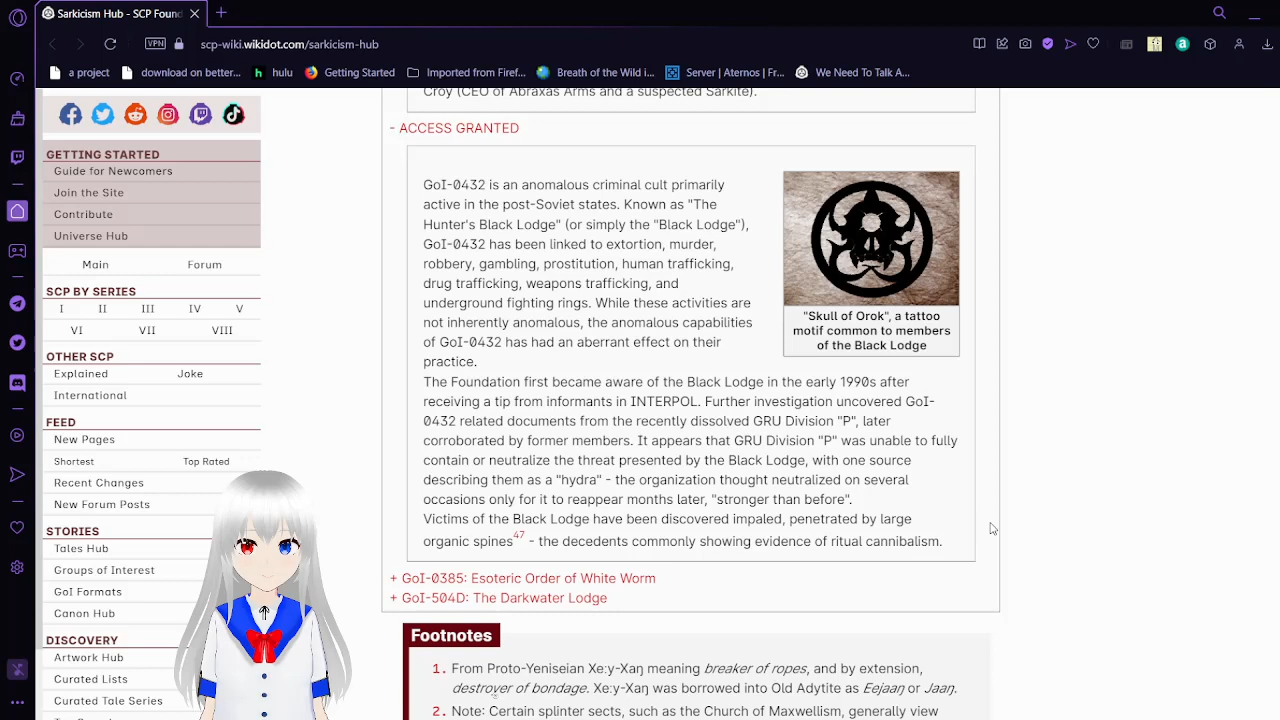 Sarkicism Hub - SCP Found
scp-wiki.wikidot.com/sarkicism-hub
VPN
a project
download on better...
hulu
Getting Started
Imported from Firef...
Breath of the Wild i...
Server | Aternos | Fr...
We Need To Talk A...
GETTING STARTED
Guide for Newcomers
Join the Site
Contribute
Universe Hub
Main Forum
SCP BY SERIES
I II III IV V
VI VII VIII
OTHER SCP
Explained Joke
International
FEED
New Pages
Shortest Top Rated
Recent Changes
New Forum Posts
STORIES
Tales Hub
Groups of Interest
GoI Formats
Canon Hub
DISCOVERY
Artwork Hub
Curated Lists
Curated Tale Series
Croy (CEO of Abraxas Arms and a suspected Sarkite).
- ACCESS GRANTED
GoI-0432 is an anomalous criminal cult primarily
active in the post-Soviet states. Known as "The
Hunter's Black Lodge" (or simply the "Black Lodge"),
GoI-0432 has been linked to extortion, murder,
robbery, gambling, prostitution, human trafficking,
drug trafficking, weapons trafficking, and
underground fighting rings. While these activities are
not inherently anomalous, the anomalous capabilities
of GoI-0432 has had an aberrant effect on their
practice.
"Skull of Orok", a tattoo
motif common to members
of the Black Lodge
The Foundation first became aware of the Black Lodge in the early 1990s after
receiving a tip from informants in INTERPOL. Further investigation uncovered GoI-
0432 related documents from the recently dissolved GRU Division "P", later
corroborated by former members. It appears that GRU Division "P" was unable to fully
contain or neutralize the threat presented by the Black Lodge, with one source
describing them as a "hydra" - the organization thought neutralized on several
occasions only for it to reappear months later, "stronger than before".
Victims of the Black Lodge have been discovered impaled, penetrated by large
organic spines47 - the decedents commonly showing evidence of ritual cannibalism.
+ GoI-0385: Esoteric Order of White Worm
+ GoI-504D: The Darkwater Lodge
Footnotes
1. From Proto-Yeniseian Xe:y-Xaŋ meaning breaker of ropes, and by extension,
destroyer of bondage. Xe:y-Xaŋ was borrowed into Old Adytite as Eejaaŋ or Jaaŋ.
2. Note: Certain splinter sects, such as the Church of Maxwellism, generally view